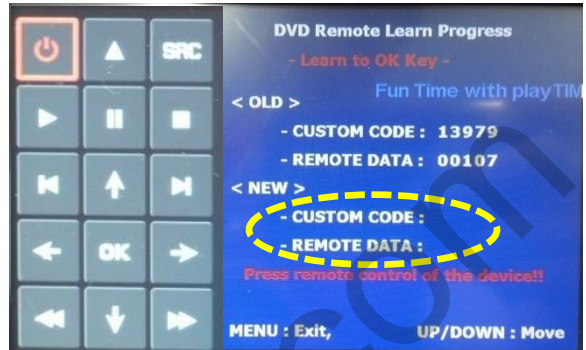 SRC
OK
DVD Remote Learn Progress
- Learn to OK Key -
Fun Time with playTIM
< OLD >
- CUSTOM CODE : 13979
- REMOTE DATA : 00107
< NEW >
- CUSTOM CODE :
- REMOTE DATA :
Press remote control of the device!!
MENU : Exit, UP/DOWN : Move
com